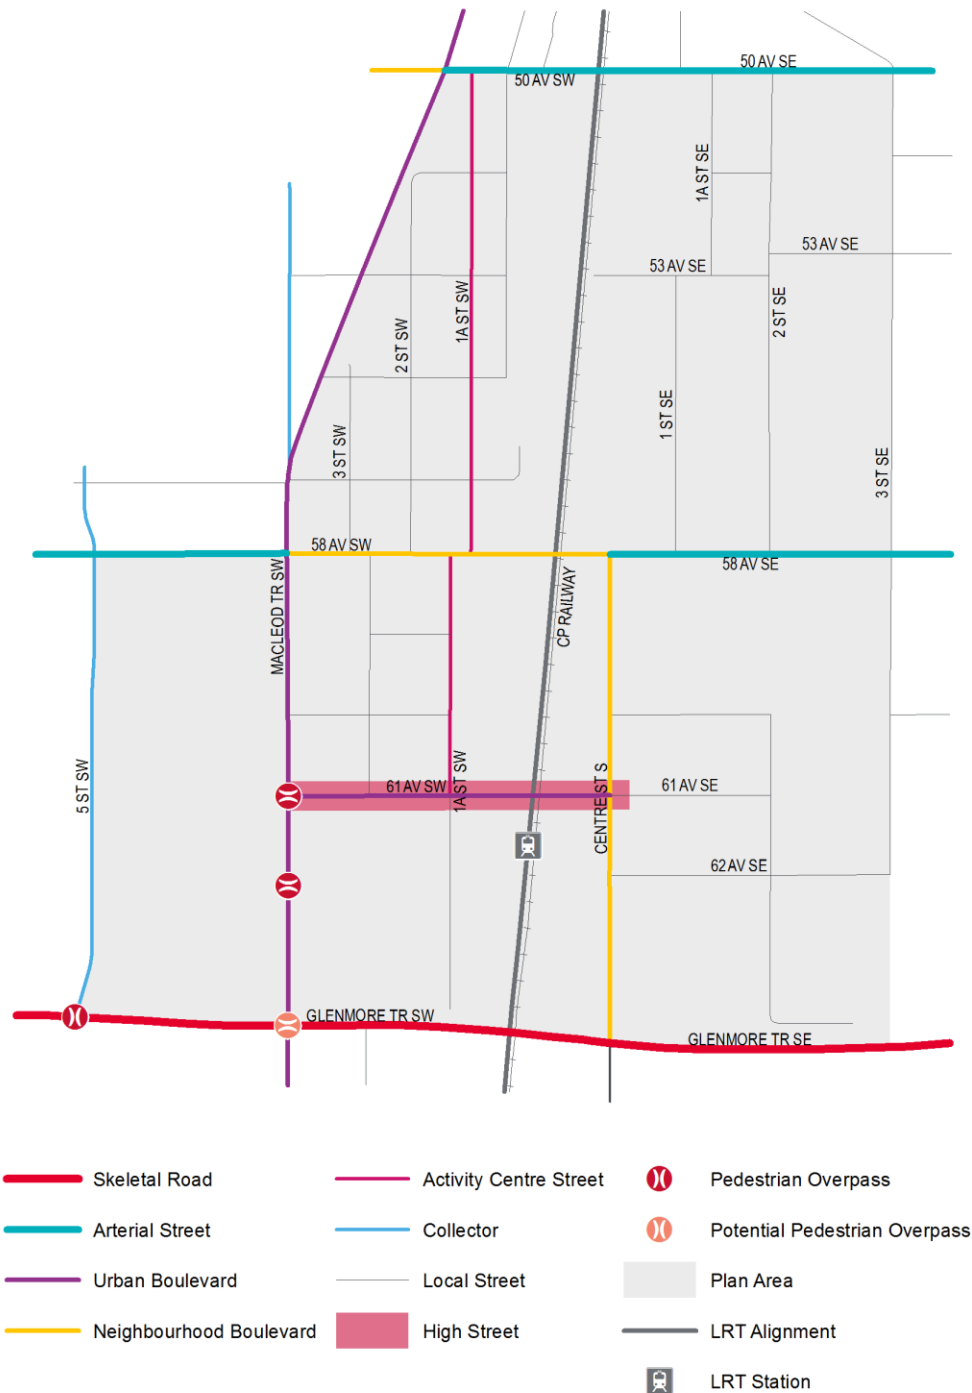 50 AV SE
50 AV SW
1A ST SE
53 AV SE
53 AV SE
2 ST SE
1A ST SW
2 ST SW
1 ST SE
3 ST SW
3 ST SE
58 AV SW
58 AV SE
MACLEOD TR SW
CP RAILWAY
5 ST SW
61 AV SW
1A ST SW
CENTRE ST S
61 AV SE
62 AV SE
GLENMORE TR SW
GLENMORE TR SE
Skeletal Road
Activity Centre Street
Pedestrian Overpass
Arterial Street
Collector
Potential Pedestrian Overpass
Urban Boulevard
Local Street
Plan Area
Neighbourhood Boulevard
High Street
LRT Alignment
LRT Station